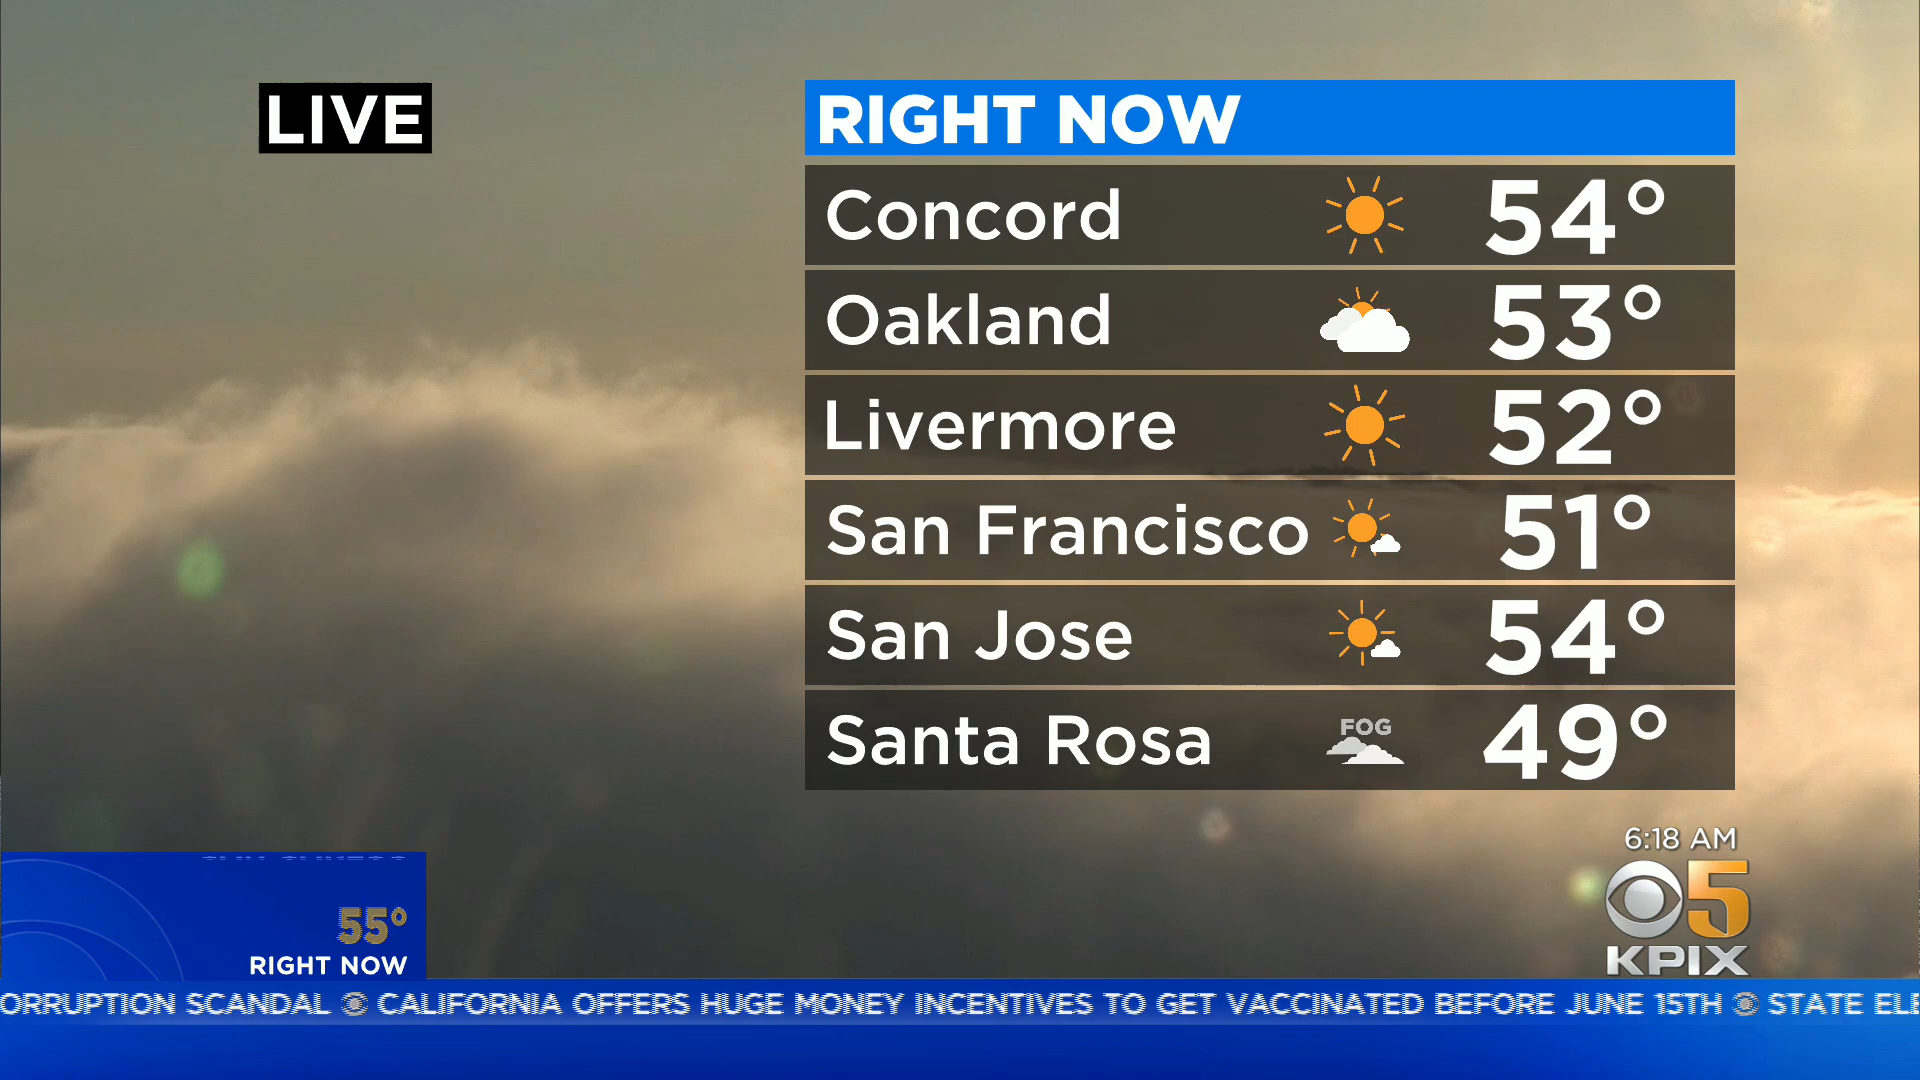 LIVE
RIGHT NOW
Concord 54°
Oakland 53°
Livermore 52°
San Francisco 51°
San Jose 54°
Santa Rosa FOG 49°
6:18 AM
5
KPIX
55°
RIGHT NOW
ORRUPTION SCANDAL CALIFORNIA OFFERS HUGE MONEY INCENTIVES TO GET VACCINATED BEFORE JUNE 15TH STATE ELE